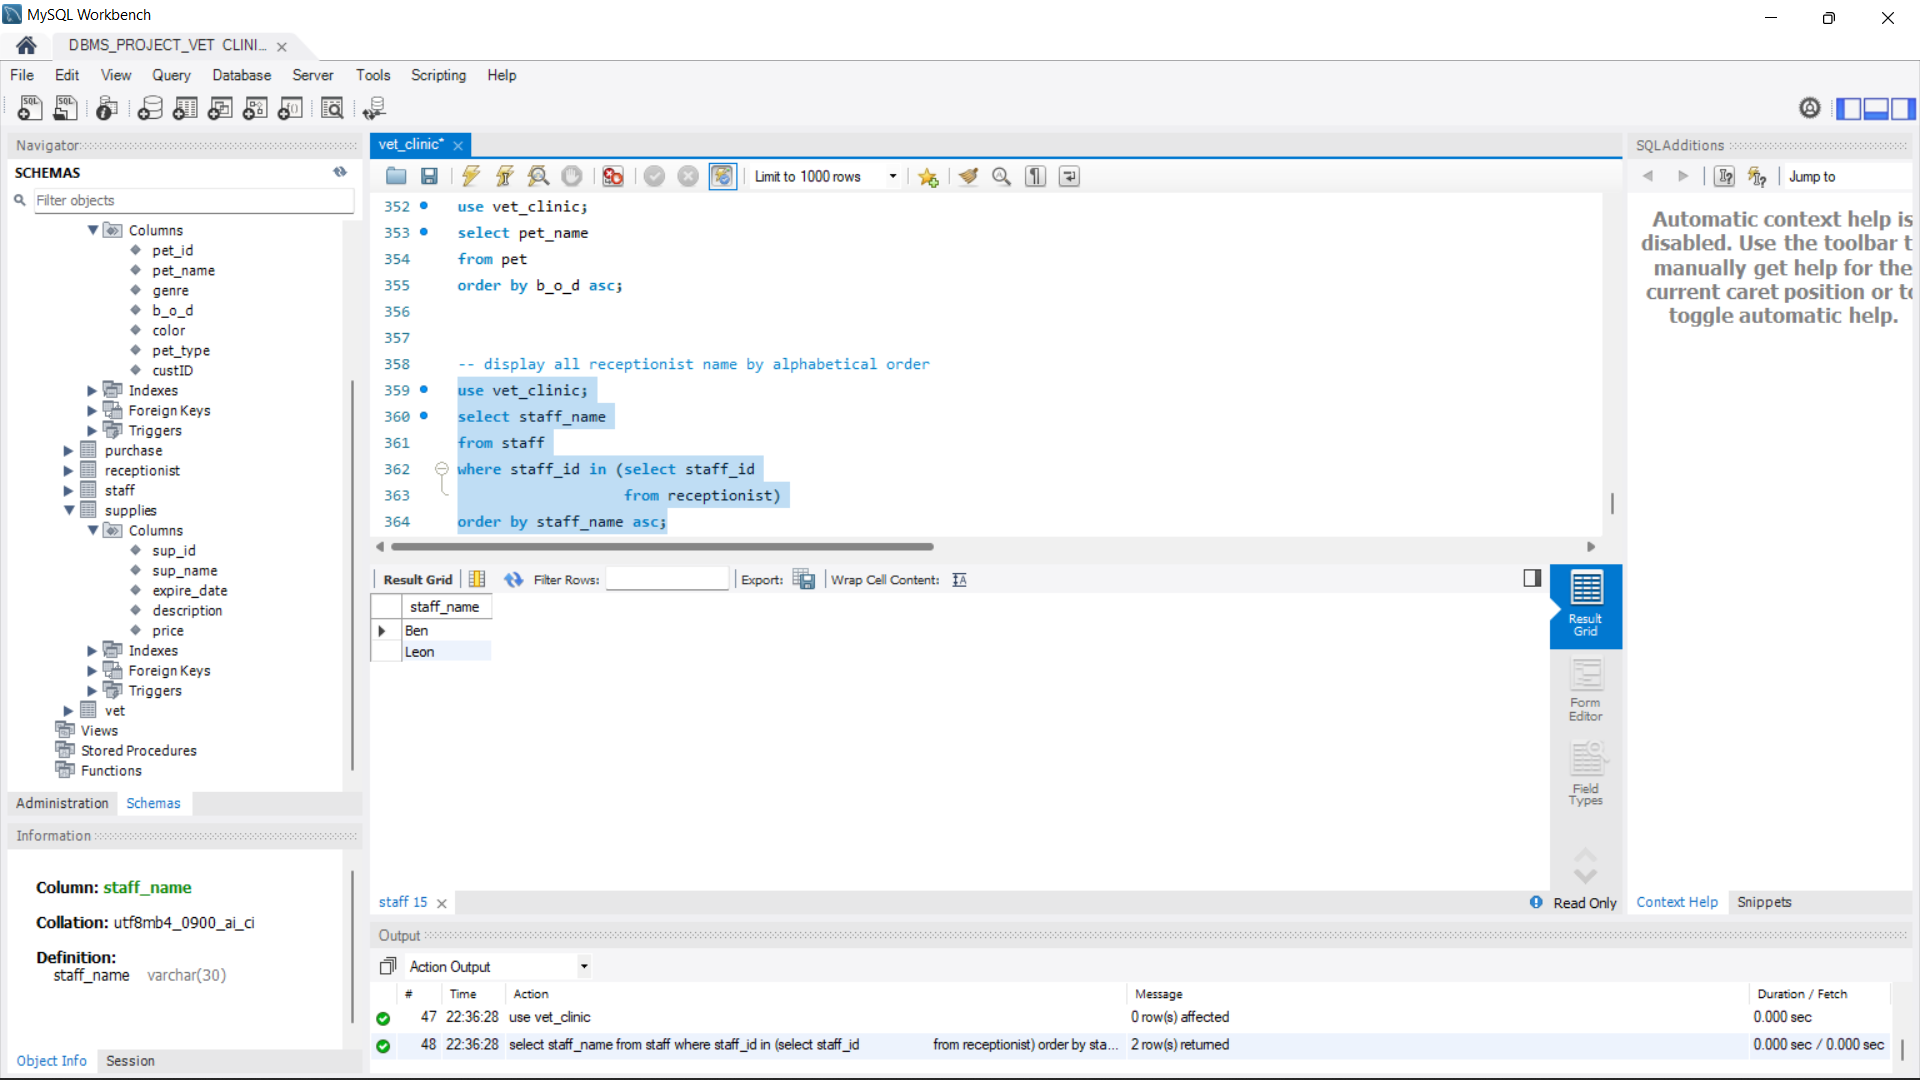 MySQL Workbench
DBMS_PROJECT_VET CLINI...
File Edit View Query Database Server Tools Scripting Help
Navigator
SCHEMAS
Filter objects
Columns
pet_id
pet_name
genre
b_o_d
color
pet_type
custID
Indexes
Foreign Keys
Triggers
purchase
receptionist
staff
supplies
Columns
sup_id
sup_name
expire_date
description
price
Indexes
Foreign Keys
Triggers
vet
Views
Stored Procedures
Functions
Administration Schemas
Information
Column: staff_name
Collation: utf8mb4_0900_ai_ci
Definition:
staff_name varchar(30)
Object Info Session
vet_clinic*
Limit to 1000 rows
352 use vet_clinic;
353 select pet_name
354 from pet
355 order by b_o_d asc;
356
357
358 -- display all receptionist name by alphabetical order
359 use vet_clinic;
360 select staff_name
361 from staff
362 where staff_id in (select staff_id
363 from receptionist)
364 order by staff_name asc;
Result Grid Filter Rows: Export: Wrap Cell Content:
staff_name
Ben
Leon
Result
Grid
Form
Editor
Field
Types
staff 15
Read Only
SQLAdditions
Jump to
Automatic context help is
disabled. Use the toolbar t
manually get help for the
current caret position or to
toggle automatic help.
Context Help Snippets
Output
Action Output
# Time Action Message Duration / Fetch
47 22:36:28 use vet_clinic 0 row(s) affected 0.000 sec
48 22:36:28 select staff_name from staff where staff_id in (select staff_id from receptionist) order by sta... 2 row(s) returned 0.000 sec / 0.000 sec